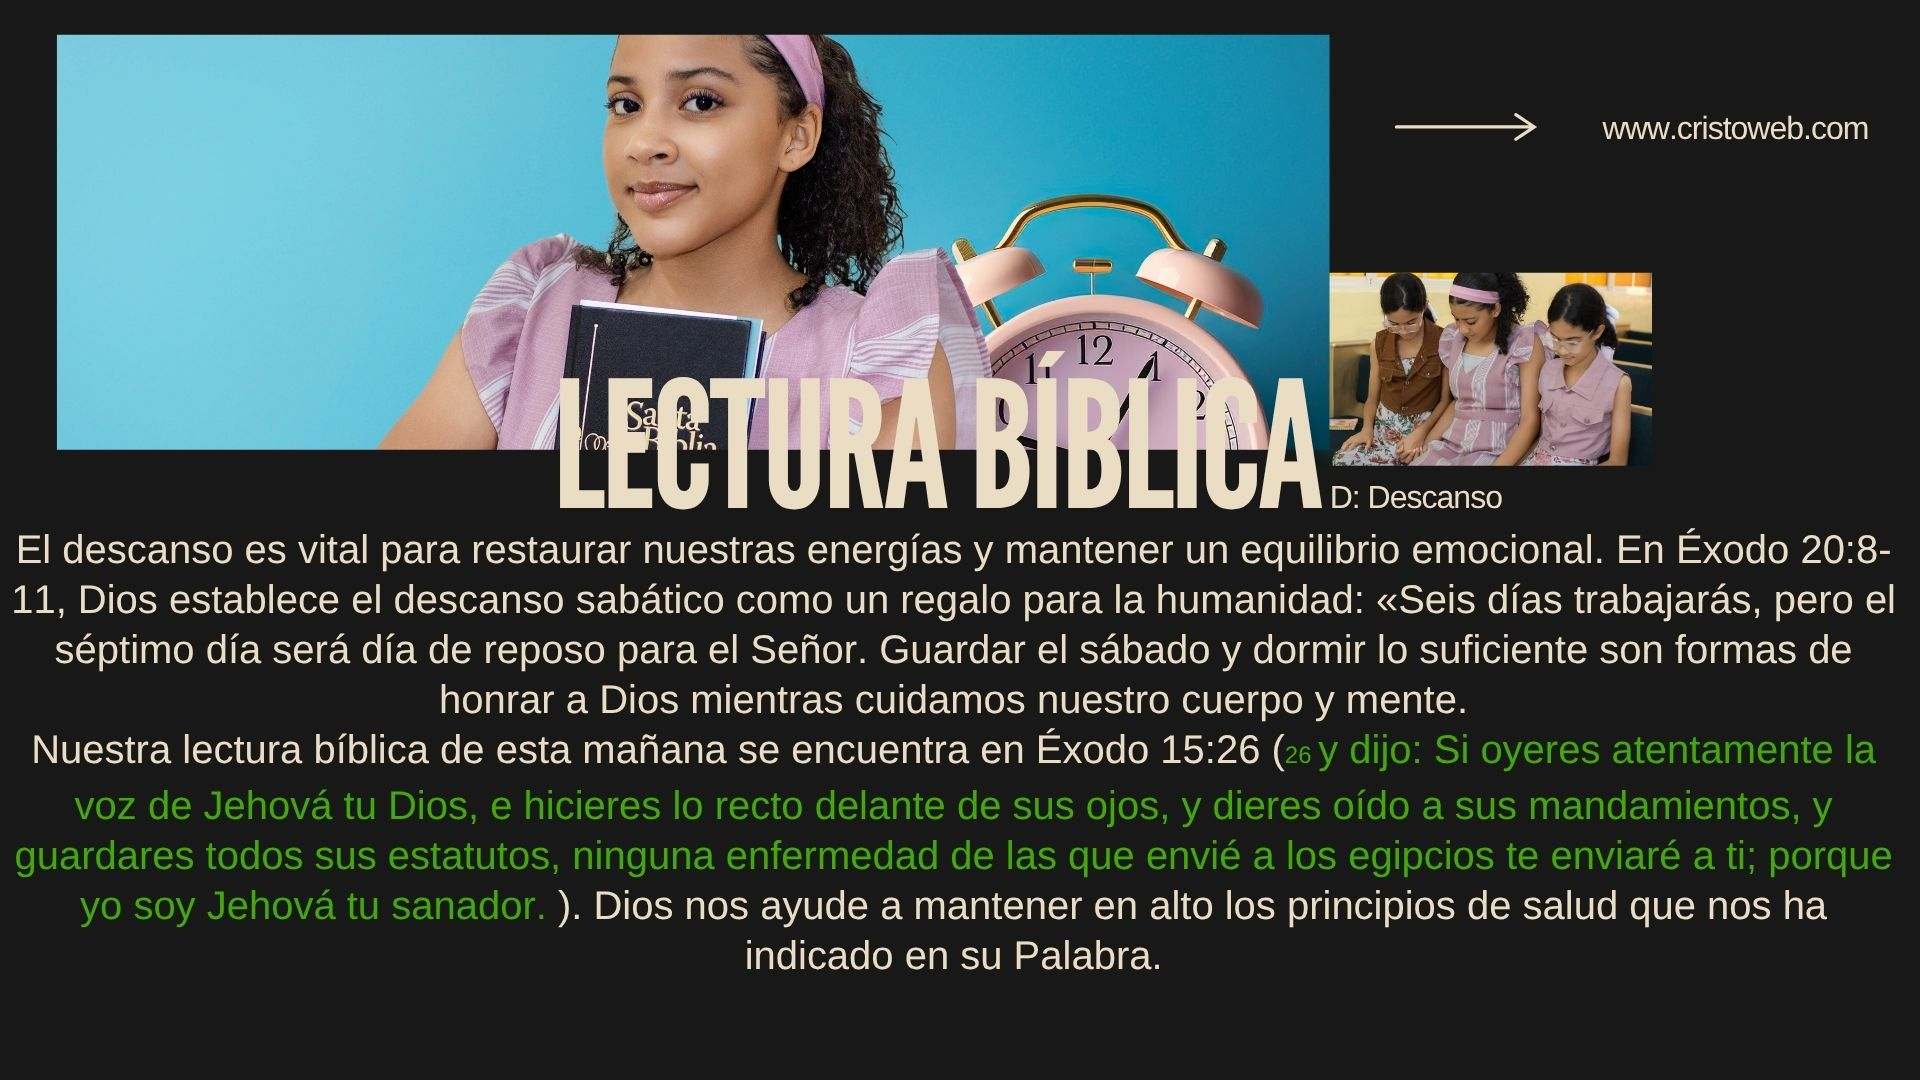 www.cristoweb.com
12
11
1
2
Santa
Biblia
LECTURA BÍBLICA
D: Descanso
El descanso es vital para restaurar nuestras energías y mantener un equilibrio emocional. En Éxodo 20:8-
11, Dios establece el descanso sabático como un regalo para la humanidad: «Seis días trabajarás, pero el
séptimo día será día de reposo para el Señor. Guardar el sábado y dormir lo suficiente son formas de
honrar a Dios mientras cuidamos nuestro cuerpo y mente.
Nuestra lectura bíblica de esta mañana se encuentra en Éxodo 15:26 (26 y dijo: Si oyeres atentamente la
voz de Jehová tu Dios, e hicieres lo recto delante de sus ojos, y dieres oído a sus mandamientos, y
guardares todos sus estatutos, ninguna enfermedad de las que envié a los egipcios te enviaré a ti; porque
yo soy Jehová tu sanador. ). Dios nos ayude a mantener en alto los principios de salud que nos ha
indicado en su Palabra.